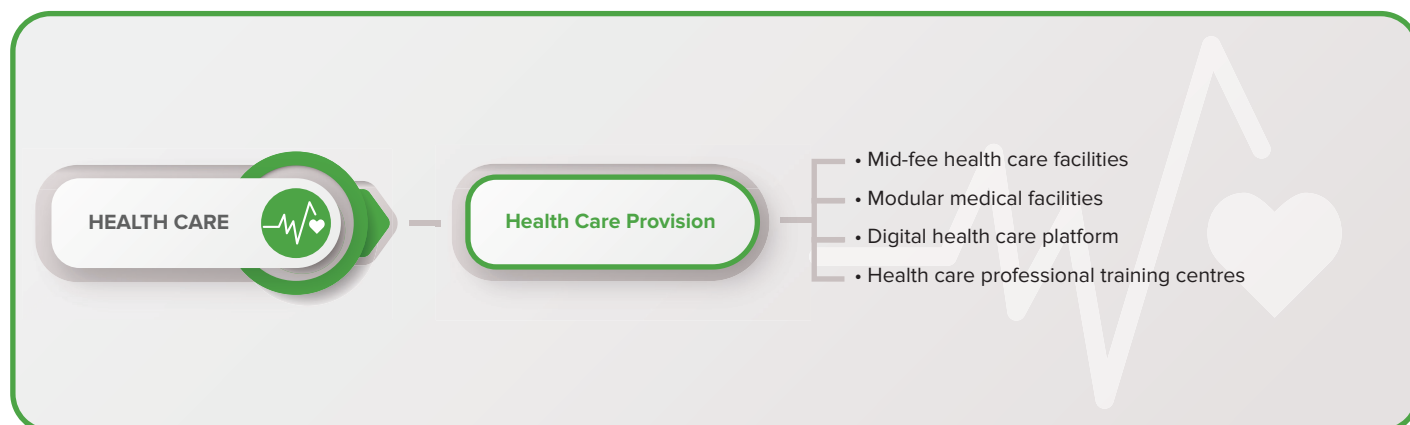 HEALTH CARE
Health Care Provision
• Mid-fee health care facilities
• Modular medical facilities
• Digital health care platform
• Health care professional training centres